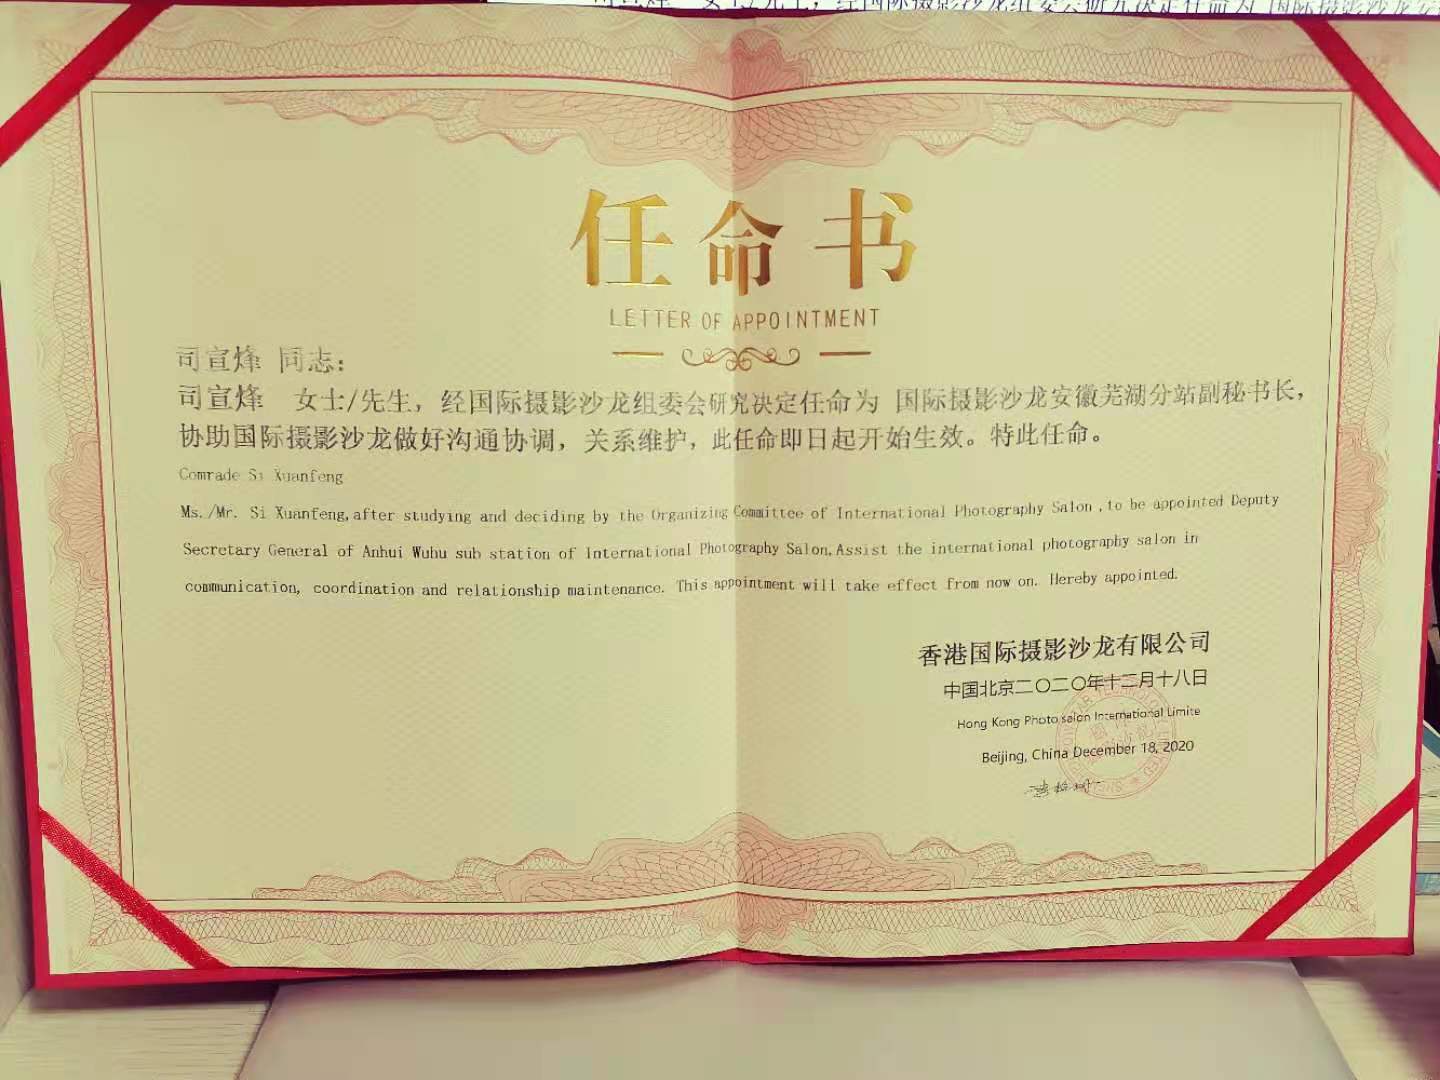 任命书
LETTER OF APPOINTMENT
司宣烽 同志：
司宣烽 女士/先生，经国际摄影沙龙组委会研究决定任命为 国际摄影沙龙安徽芜湖分站副秘书长，
协助国际摄影沙龙做好沟通协调，关系维护，此任命即日起开始生效。特此任命。
Comrade Si Xuanfeng
Ms./Mr. Si Xuanfeng,after studying and deciding by the Organizing Committee of International Photography Salon ,to be appointed Deputy
Secretary General of Anhui Wuhu sub station of International Photography Salon,Assist the international photography salon in
communication, coordination and relationship maintenance. This appointment will take effect from now on. Hereby appointed.
香港国际摄影沙龙有限公司
中国北京二〇二〇年十二月十八日
Hong Kong Photo salon International Limite
Beijing, China December 18, 2020